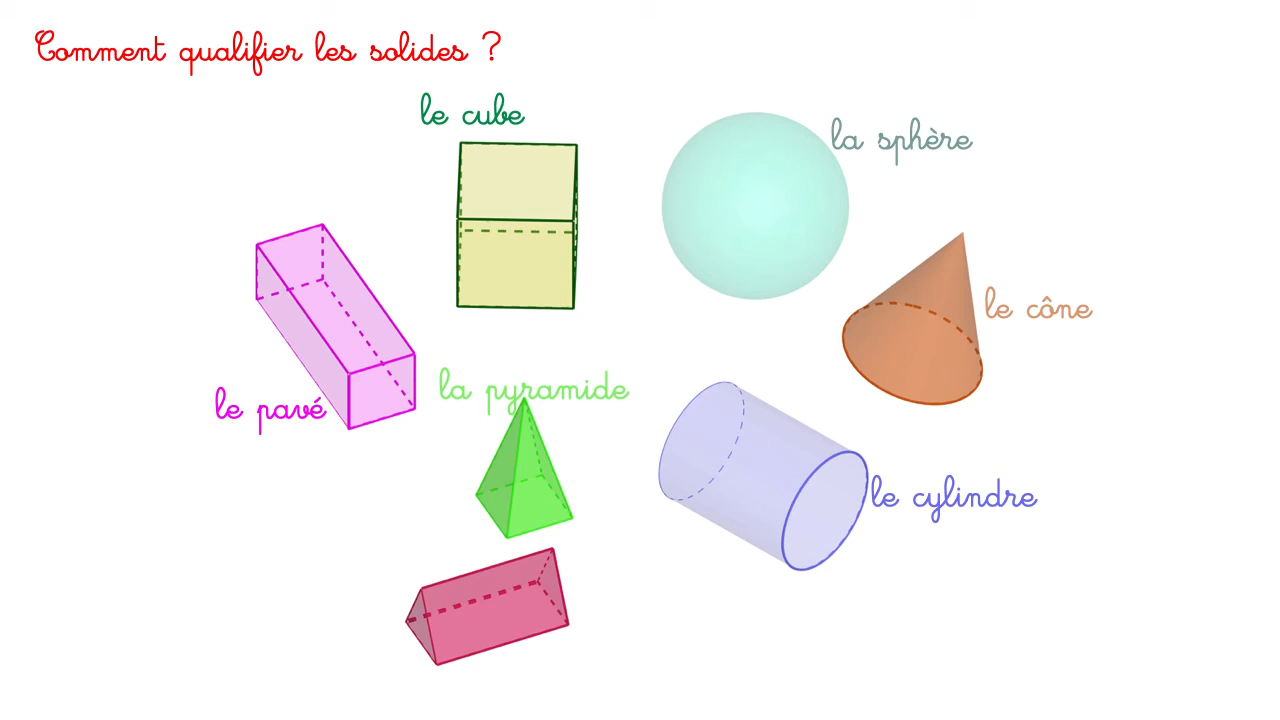 Comment qualifier les solides ?
le cube
la sphère
le cône
la pyramide
le pavé
le cylindre